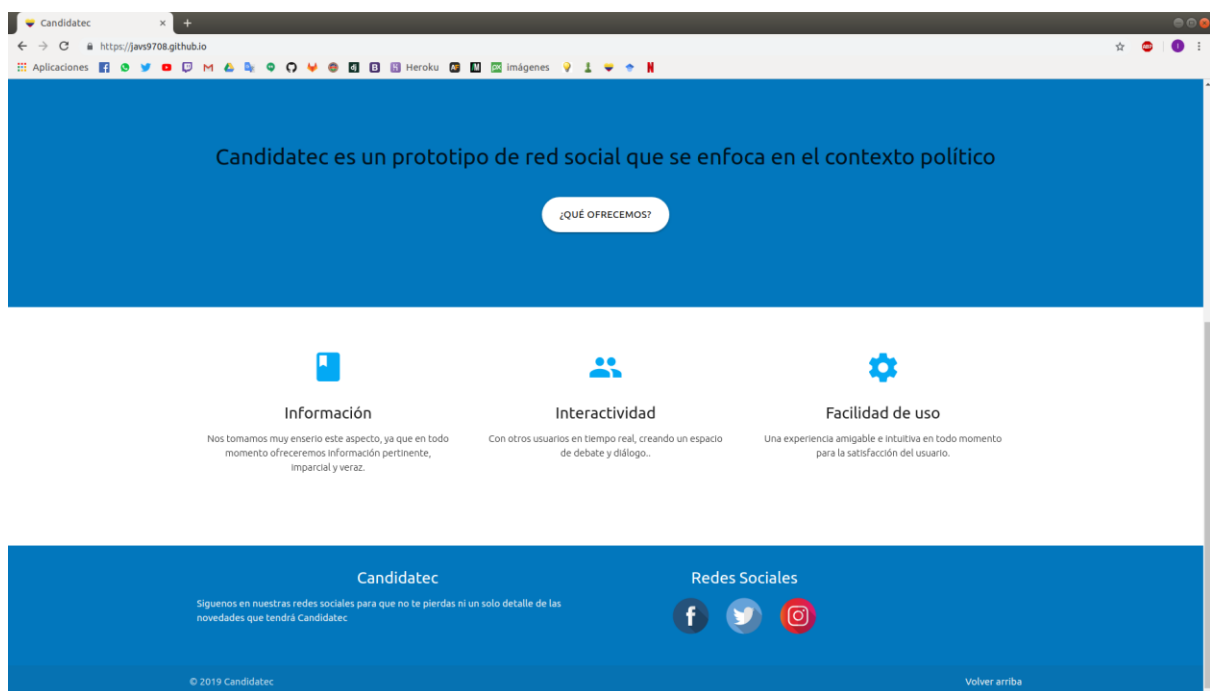 Candidatec
https://javs9708.github.io
Aplicaciones
Heroku
imágenes
Candidatec es un prototipo de red social que se enfoca en el contexto político
¿QUÉ OFRECEMOS?
Información
Nos tomamos muy enserio este aspecto, ya que en todo
momento ofreceremos información pertinente,
imparcial y veraz.
Interactividad
Con otros usuarios en tiempo real, creando un espacio
de debate y diálogo..
Facilidad de uso
Una experiencia amigable e intuitiva en todo momento
para la satisfacción del usuario.
Candidatec
Siguenos en nuestras redes sociales para que no te pierdas ni un solo detalle de las
novedades que tendrá Candidatec
Redes Sociales
© 2019 Candidatec
Volver arriba